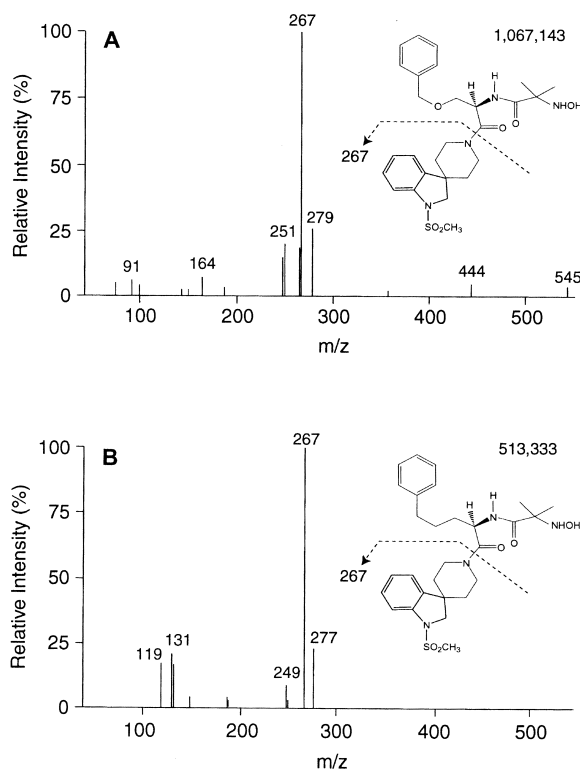 A
1,067,143
Relative Intensity (%)
100
75
50
25
0
267
279
251
164
91
444
545
100
200
300
400
500
m/z
H
N
O
O
O
NHOH
N
267
N
SO2CH3
B
513,333
Relative Intensity (%)
100
75
50
25
0
267
277
249
131
119
100
200
300
400
500
m/z
H
H
N
O
O
NHOH
N
267
N
SO2CH3